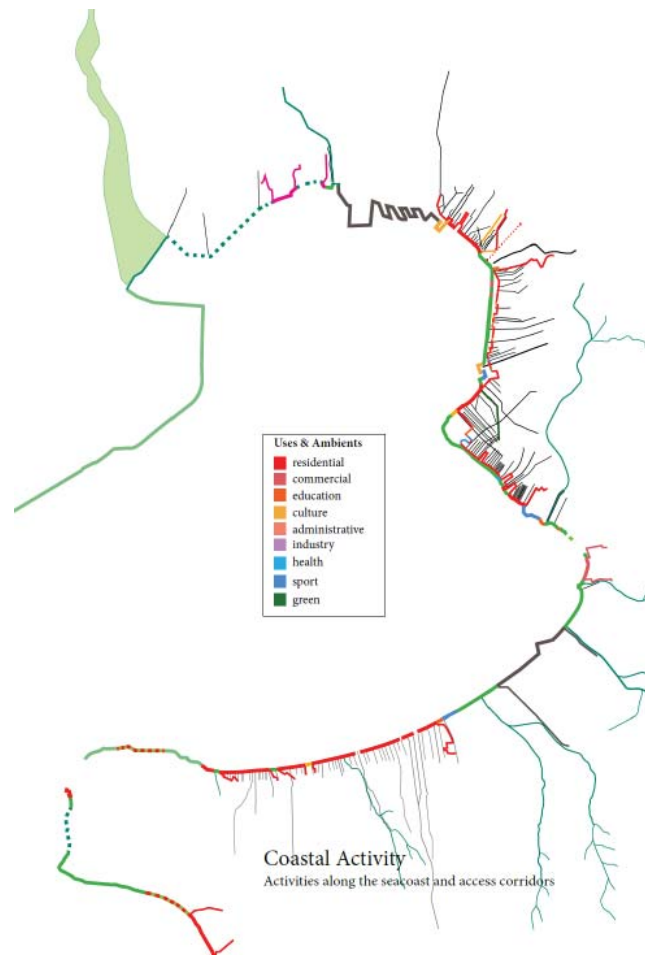 Uses & Ambients
residential
commercial
education
culture
administrative
industry
health
sport
green
Coastal Activity
Activities along the seacoast and access corridors